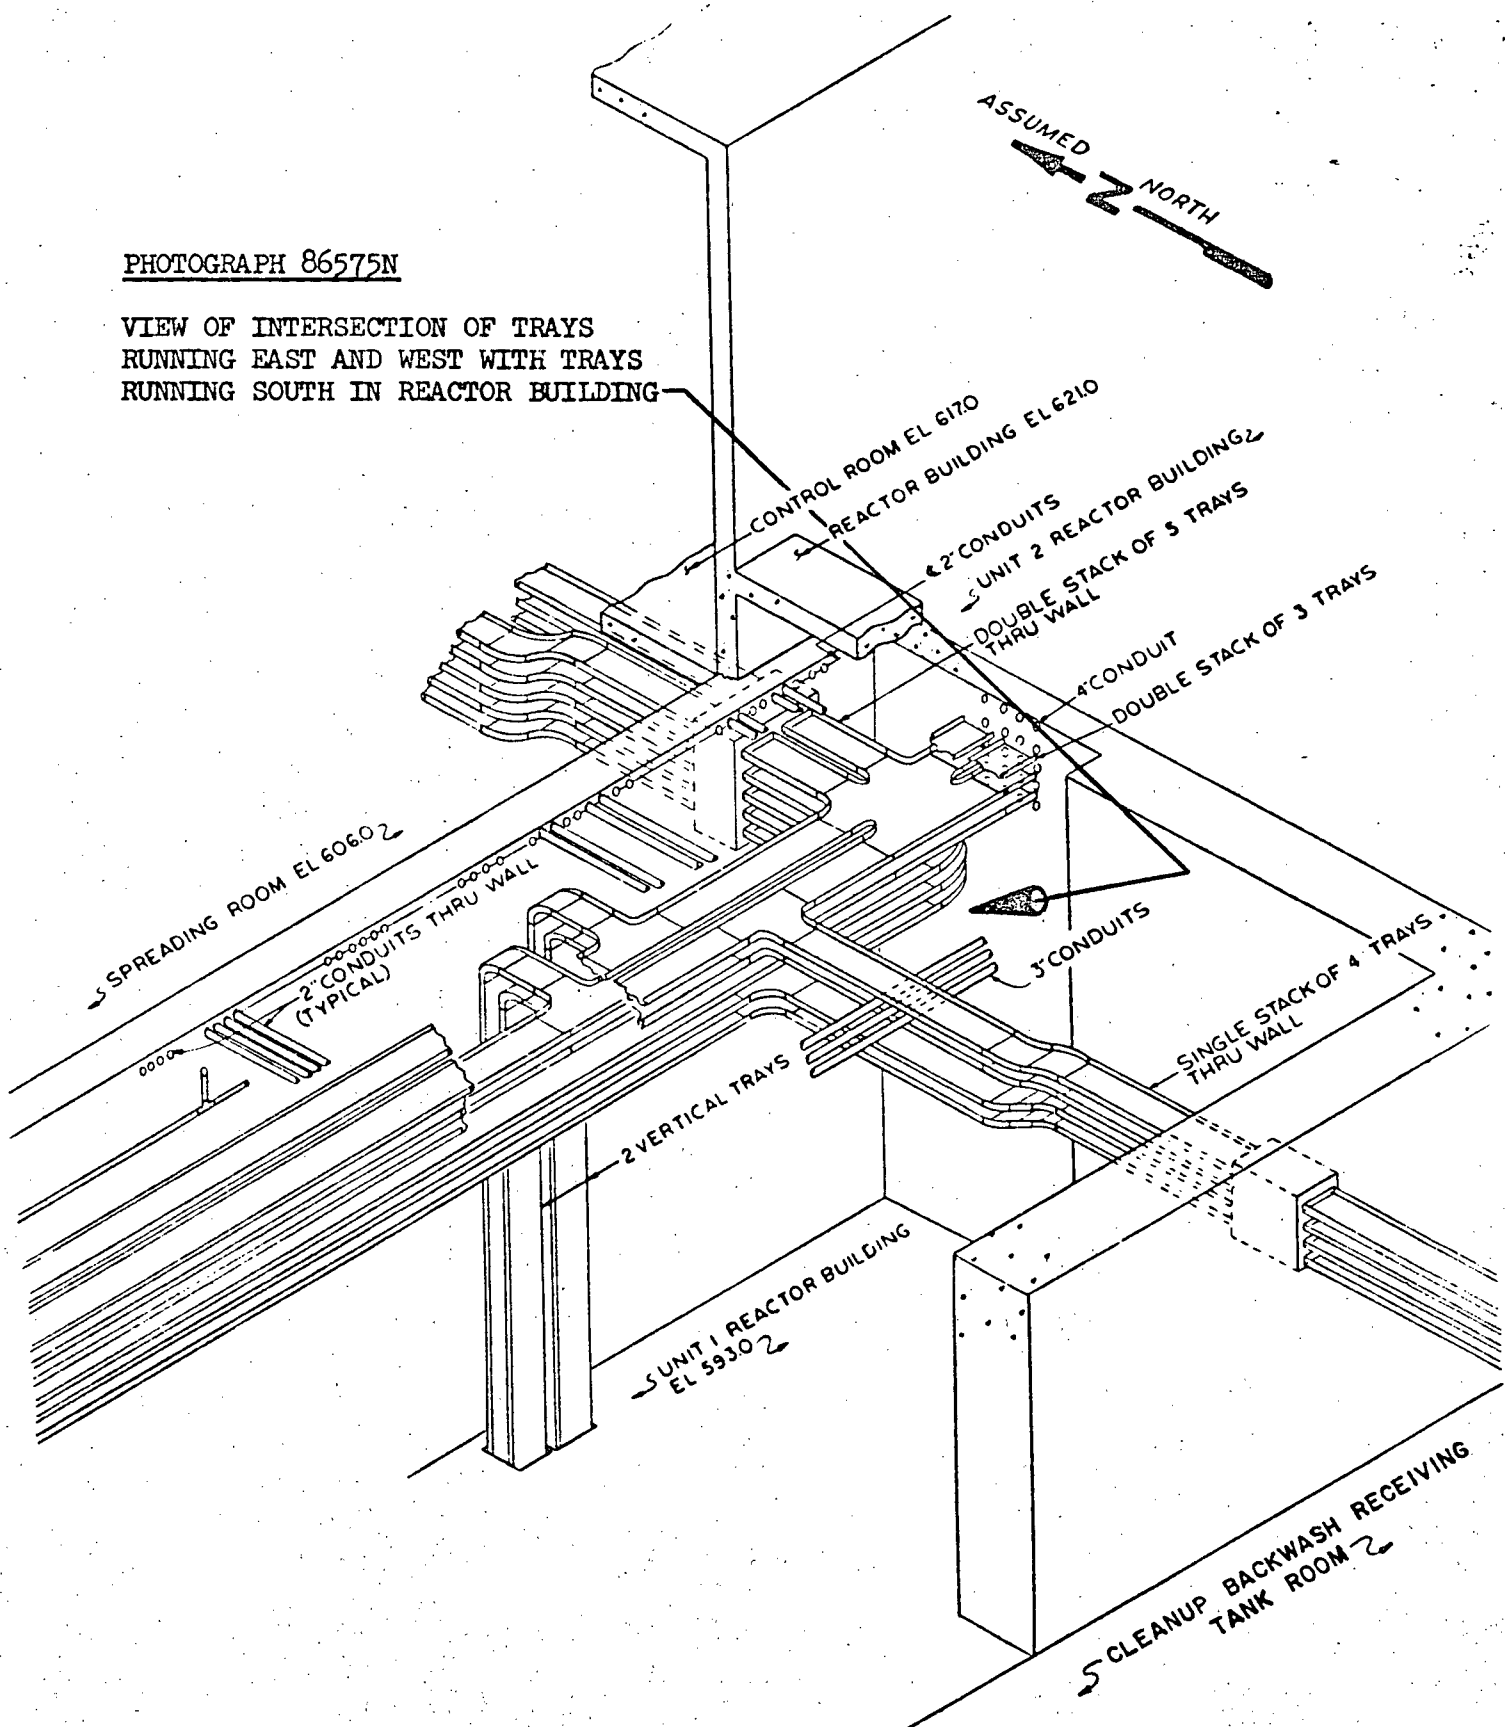 ASSUMED
N
NORTH
PHOTOGRAPH 86575N
VIEW OF INTERSECTION OF TRAYS
RUNNING EAST AND WEST WITH TRAYS
RUNNING SOUTH IN REACTOR BUILDING
CONTROL ROOM EL 617.0
REACTOR BUILDING EL 621.0
2" CONDUITS
UNIT 2 REACTOR BUILDING
DOUBLE STACK OF 5 TRAYS
THRU WALL
4" CONDUIT
DOUBLE STACK OF 3 TRAYS
SPREADING ROOM EL 606.0
2" CONDUITS THRU WALL
(TYPICAL)
3" CONDUITS
SINGLE STACK OF 4 TRAYS
THRU WALL
2 VERTICAL TRAYS
UNIT 1 REACTOR BUILDING
EL 593.0
CLEANUP BACKWASH RECEIVING
TANK ROOM